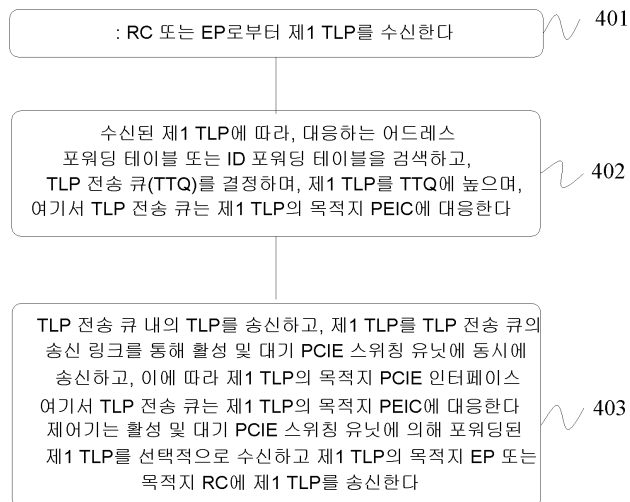 : RC 또는 EP로부터 제1 TLP를 수신한다
401
수신된 제1 TLP에 따라, 대응하는 어드레스
포워딩 테이블 또는 ID 포워딩 테이블을 검색하고,
TLP 전송 큐(TTQ)를 결정하며, 제1 TLP를 TTQ에 높으며,
여기서 TLP 전송 큐는 제1 TLP의 목적지 PEIC에 대응한다
402
TLP 전송 큐 내의 TLP를 송신하고, 제1 TLP를 TLP 전송 큐의
송신 링크를 통해 활성 및 대기 PCIE 스위칭 유닛에 동시에
송신하고, 이에 따라 제1 TLP의 목적지 PCIE 인터페이스
여기서 TLP 전송 큐는 제1 TLP의 목적지 PEIC에 대응한다
제어기는 활성 및 대기 PCIE 스위칭 유닛에 의해 포워딩된
제1 TLP를 선택적으로 수신하고 제1 TLP의 목적지 EP 또는
목적지 RC에 제1 TLP를 송신한다
403